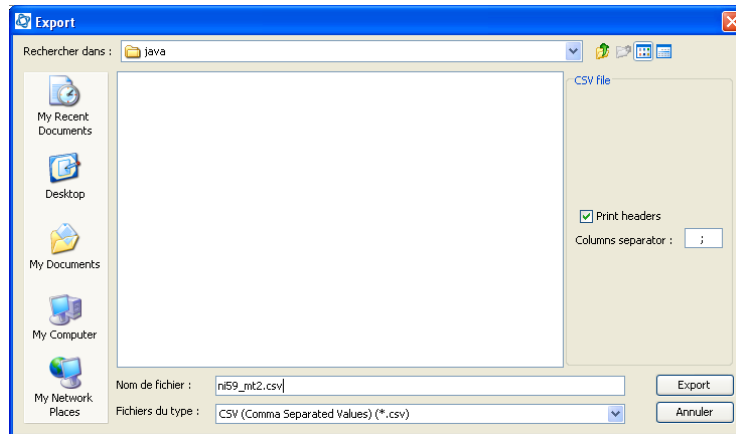 Export
Rechercher dans :
java
CSV file
My Recent
Documents
Desktop
My Documents
My Computer
My Network
Places
Print headers
Columns separator :
;
Nom de fichier :
ni59_mt2.csv
Export
Fichiers du type :
CSV (Comma Separated Values) (*.csv)
Annuler